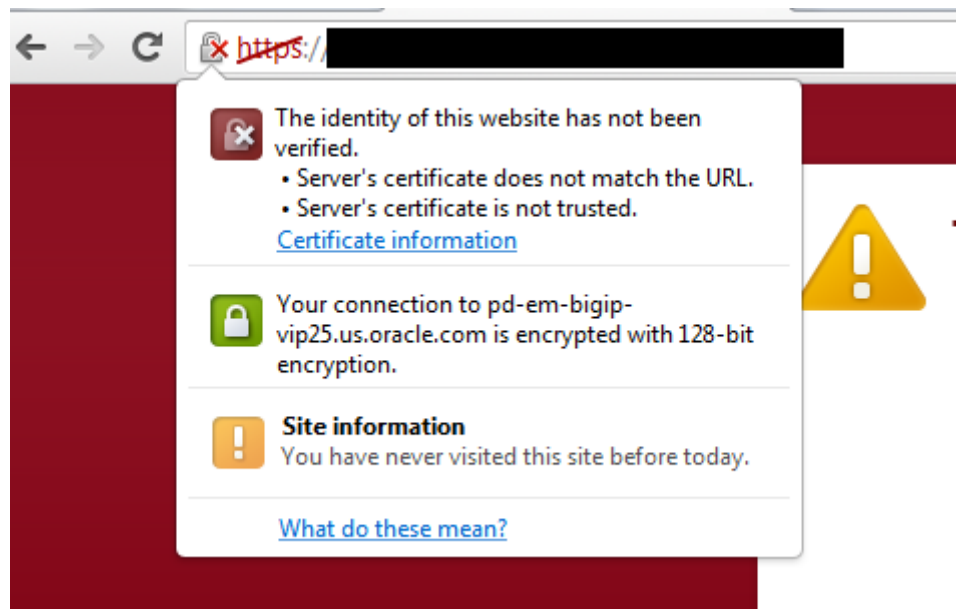 https://
The identity of this website has not been
verified.
• Server's certificate does not match the URL.
• Server's certificate is not trusted.
Certificate information
Your connection to pd-em-bigip-
vip25.us.oracle.com is encrypted with 128-bit
encryption.
Site information
You have never visited this site before today.
What do these mean?